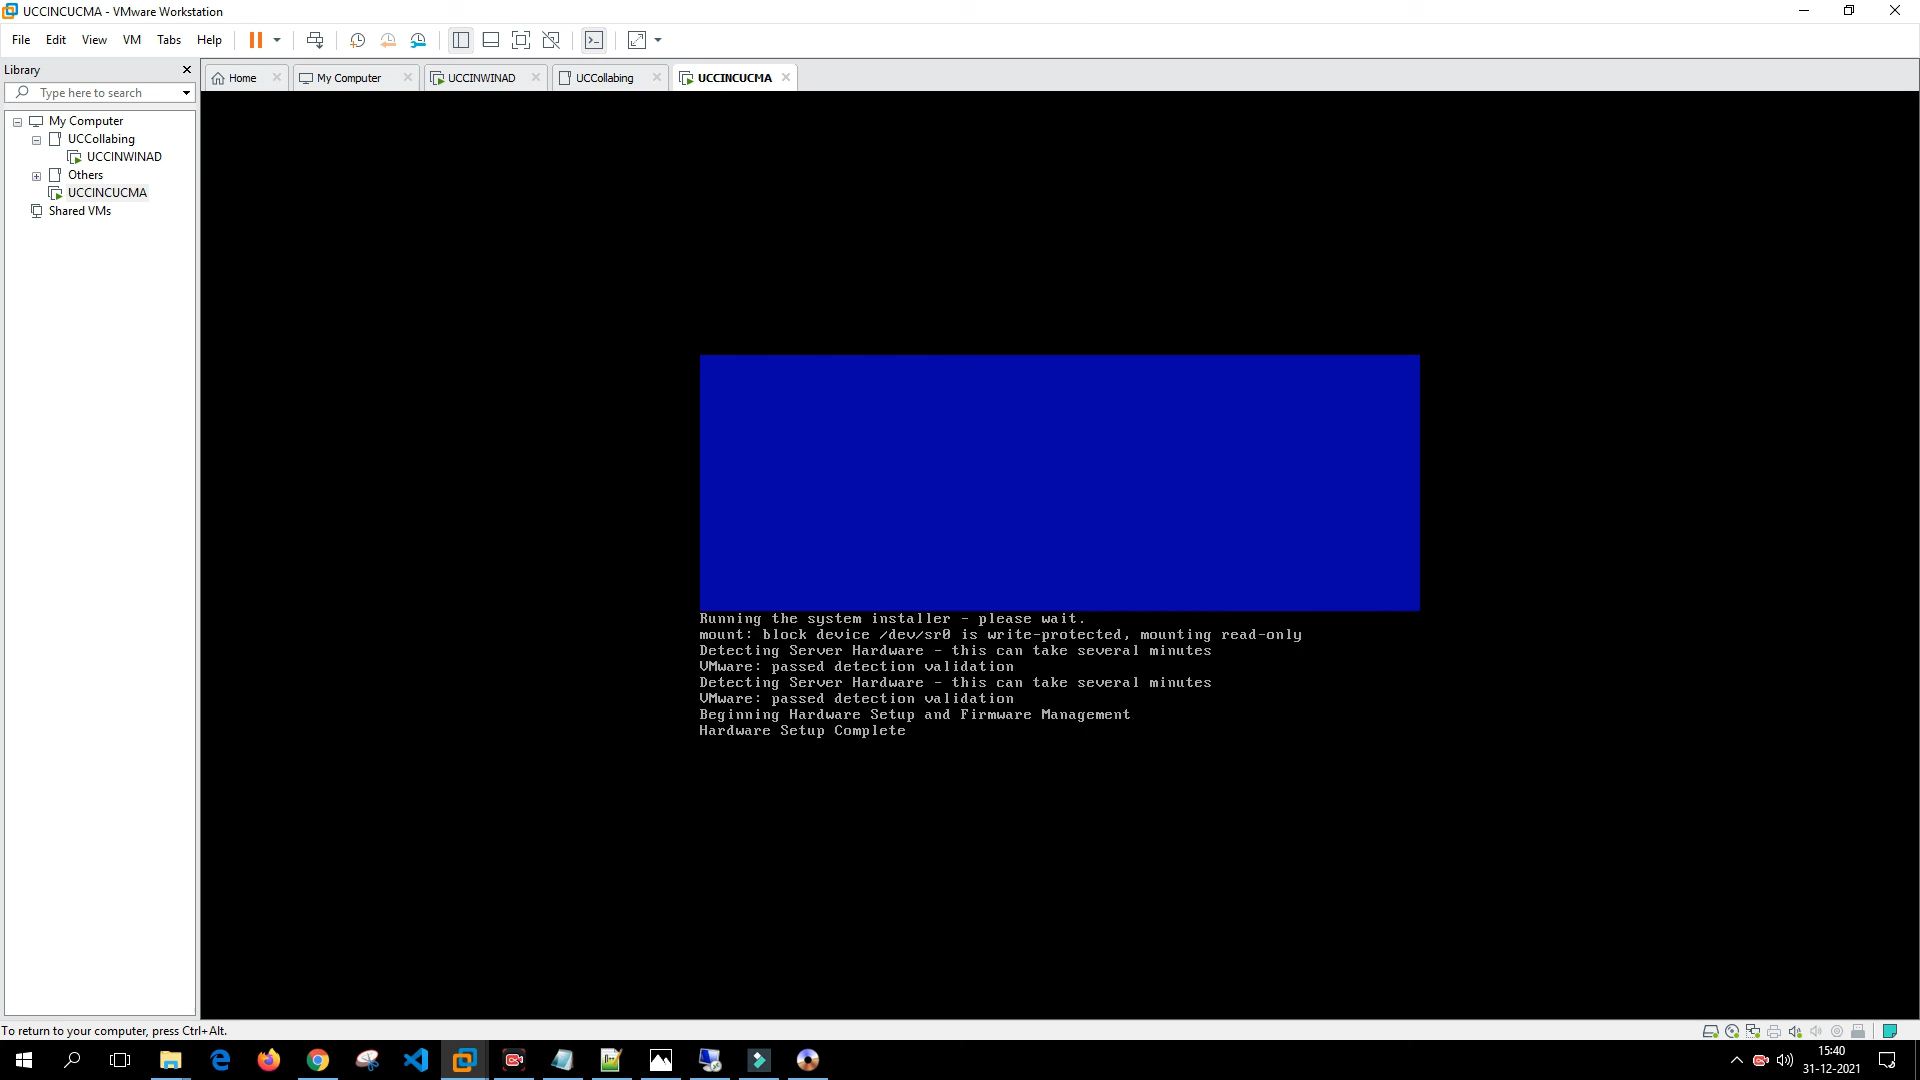 UCCINCUCMA - VMware Workstation
File Edit View VM Tabs Help
Library
Type here to search
Home
My Computer
UCCINWINAD
UCCollabing
UCCINCUCMA
My Computer
UCCollabing
UCCINWINAD
Others
UCCINCUCMA
Shared VMs
Running the system installer - please wait.
mount: block device /dev/sr0 is write-protected, mounting read-only
Detecting Server Hardware - this can take several minutes
VMware: passed detection validation
Detecting Server Hardware - this can take several minutes
VMware: passed detection validation
Beginning Hardware Setup and Firmware Management
Hardware Setup Complete
To return to your computer, press Ctrl+Alt.
15:40
31-12-2021